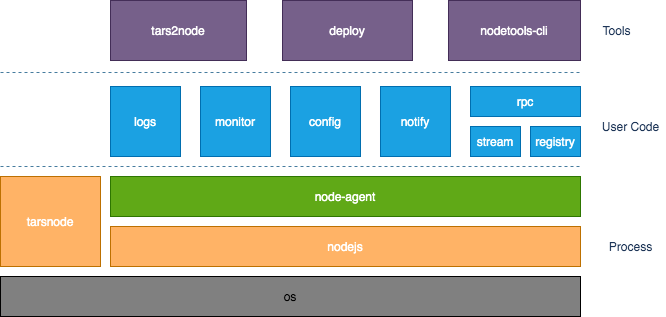 tars2node deploy nodetools-cli Tools
logs monitor config notify rpc
stream registry
User Code
tarsnode
node-agent
nodejs
Process
os